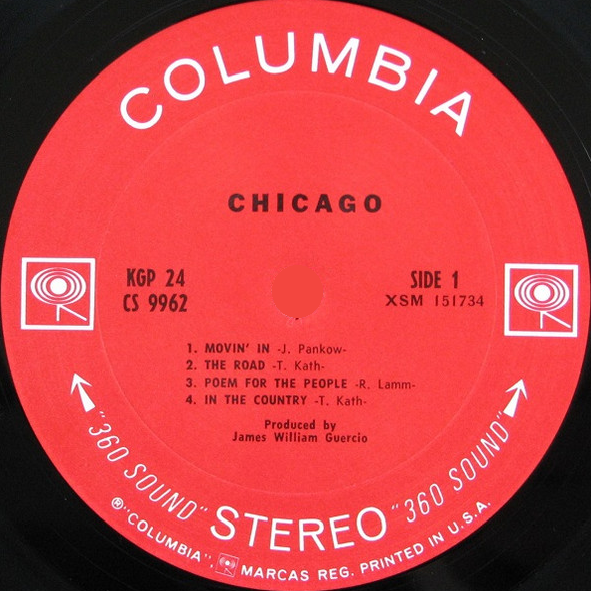 COLUMBIA
CHICAGO
KGP 24
CS 9962
SIDE 1
XSM 151734
1. MOVIN' IN -J. Pankow-
2. THE ROAD -T. Kath-
3. POEM FOR THE PEOPLE -R. Lamm-
4. IN THE COUNTRY -T. Kath-
Produced by
James William Guercio
"360 SOUND" STEREO "360 SOUND"
®"COLUMBIA", MARCAS REG. PRINTED IN U.S.A.